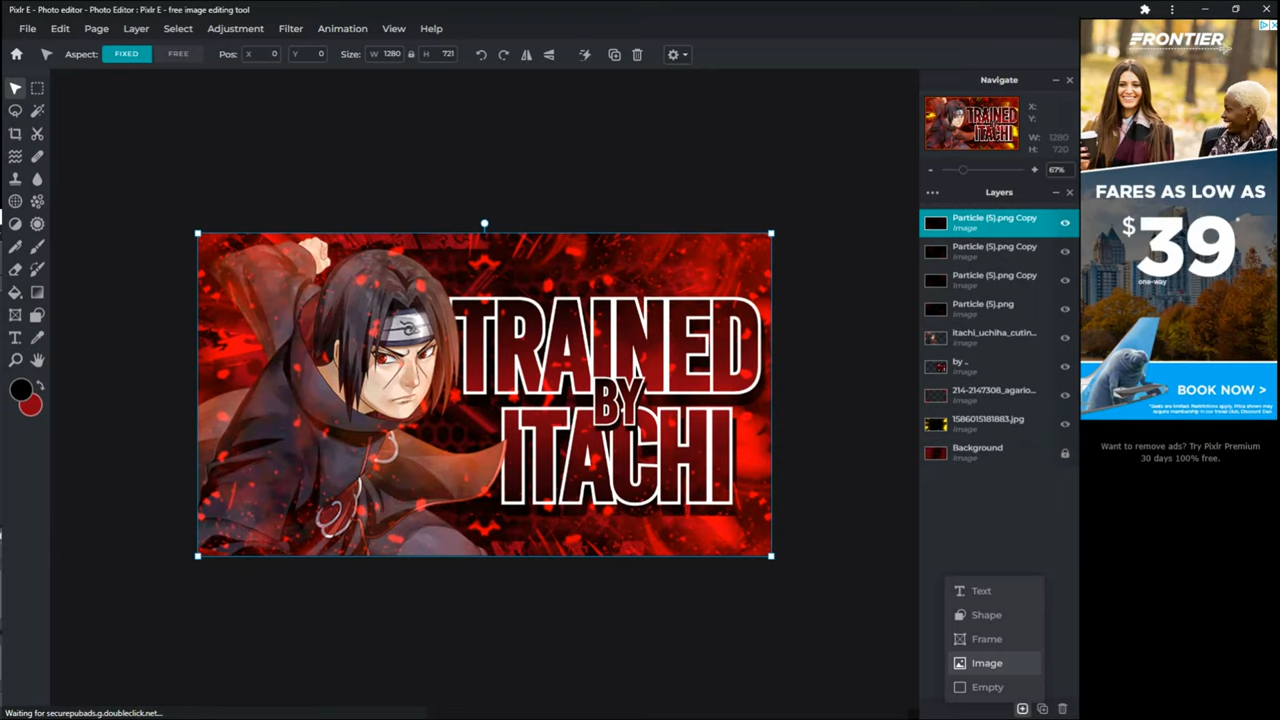 Pixlr E - Photo editor - Photo Editor : Pixlr E - free image editing tool
File Edit Page Layer Select Adjustment Filter Animation View Help
Aspect: FIXED FREE Pos: X 0 Y 0 Size: W 1280 H 721
Navigate
X:
Y:
W: 1280
H: 720
67%
Layers
Particle (5).png Copy
Image
Particle (5).png Copy
Image
Particle (5).png Copy
Image
Particle (5).png
Image
itachi_uchiha_cutin...
Image
by ..
Image
214-2147308_agario...
Image
1586015181883.jpg
Image
Background
Image
Text
Shape
Frame
Image
Empty
TRAINED
BY
ITACHI
TRAINED
ITACHI
FRONTIER
FARES AS LOW AS
$39*
one-way
BOOK NOW >
Want to remove ads? Try Pixlr Premium
30 days 100% free.
Waiting for securepubads.g.doubleclick.net...